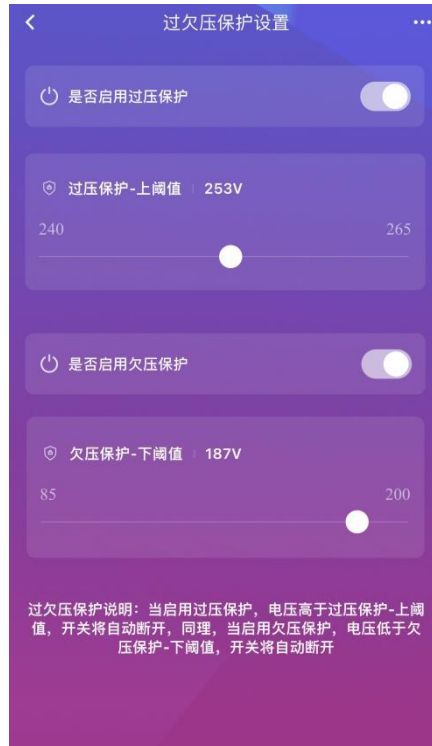 过欠压保护设置
是否启用过压保护
过压保护-上阈值 253V
240 265
是否启用欠压保护
欠压保护-下阈值 187V
85 200
过欠压保护说明：当启用过压保护，电压高于过压保护-上阈
值，开关将自动断开，同理，当启用欠压保护，电压低于欠
压保护-下阈值，开关将自动断开